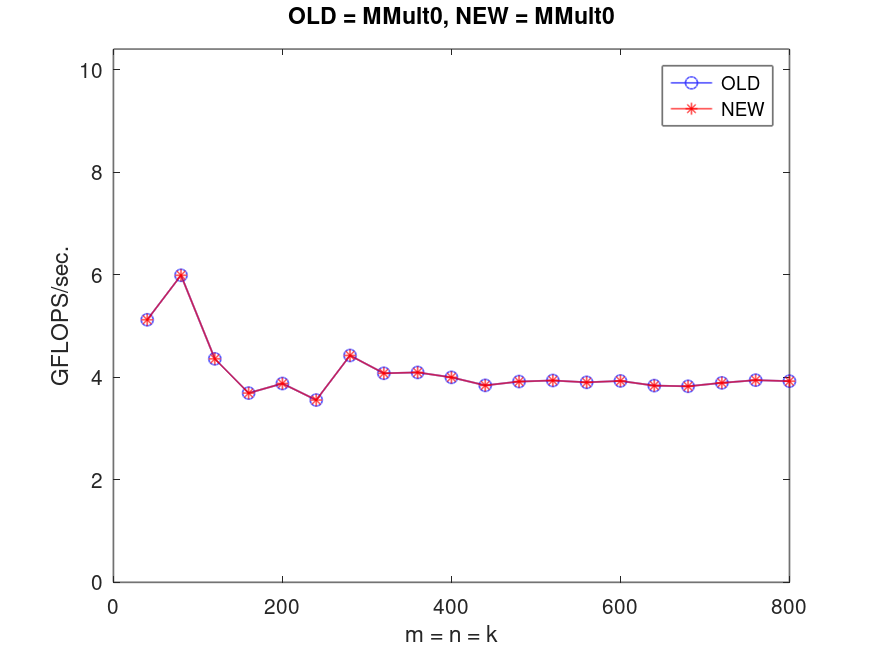 OLD = MMult0, NEW = MMult0
OLD
NEW
10
8
6
4
2
0
GFLOPS/sec.
0 200 400 600 800
m = n = k